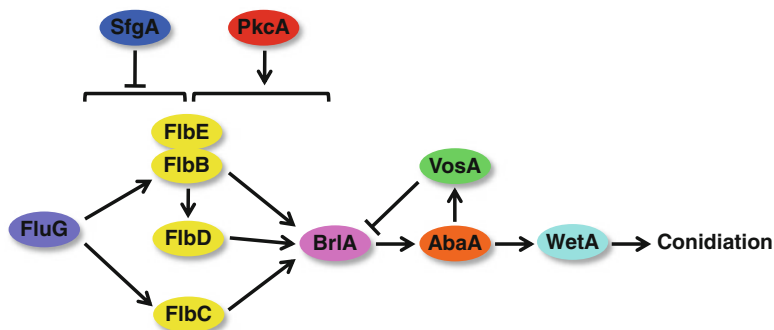 SfgA
PkcA
FlbE
FlbB
VosA
FluG
FlbD
BrlA
AbaA
WetA
Conidiation
FlbC